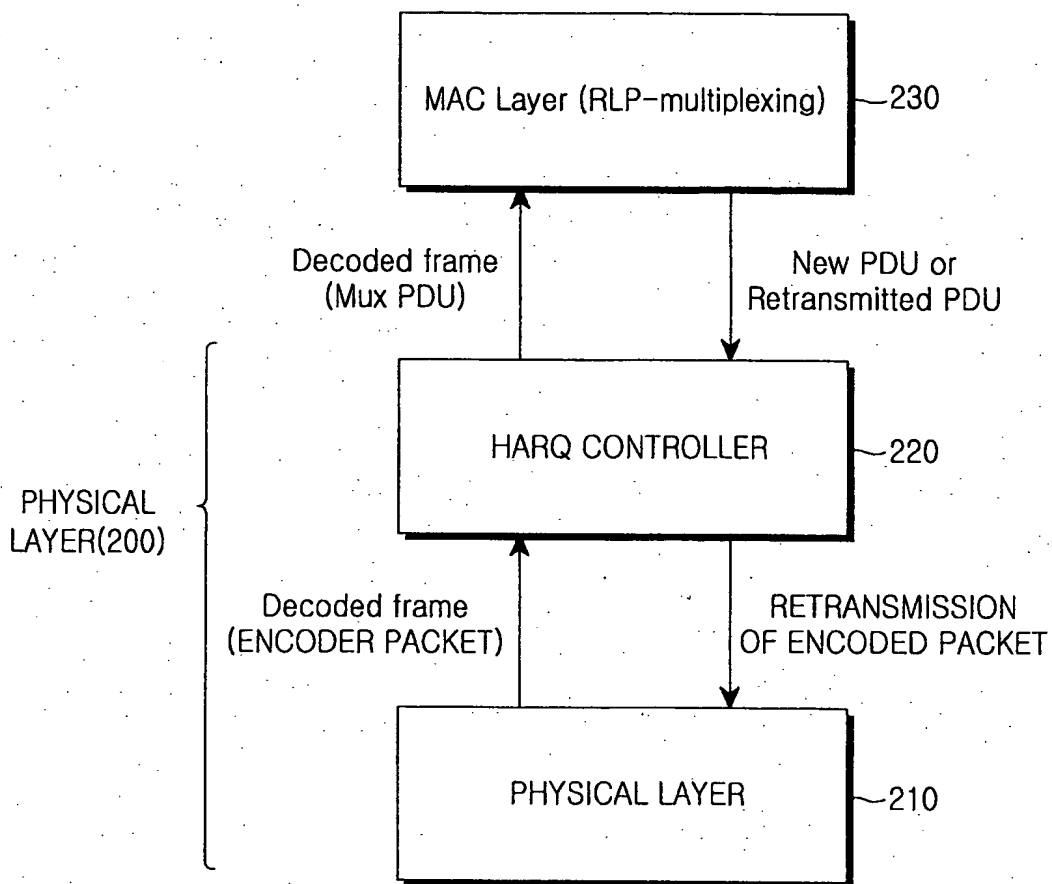 MAC Layer (RLP-multiplexing)
230
Decoded frame
(Mux PDU)
New PDU or
Retransmitted PDU
HARQ CONTROLLER
220
PHYSICAL
LAYER(200)
Decoded frame
(ENCODER PACKET)
RETRANSMISSION
OF ENCODED PACKET
PHYSICAL LAYER
210